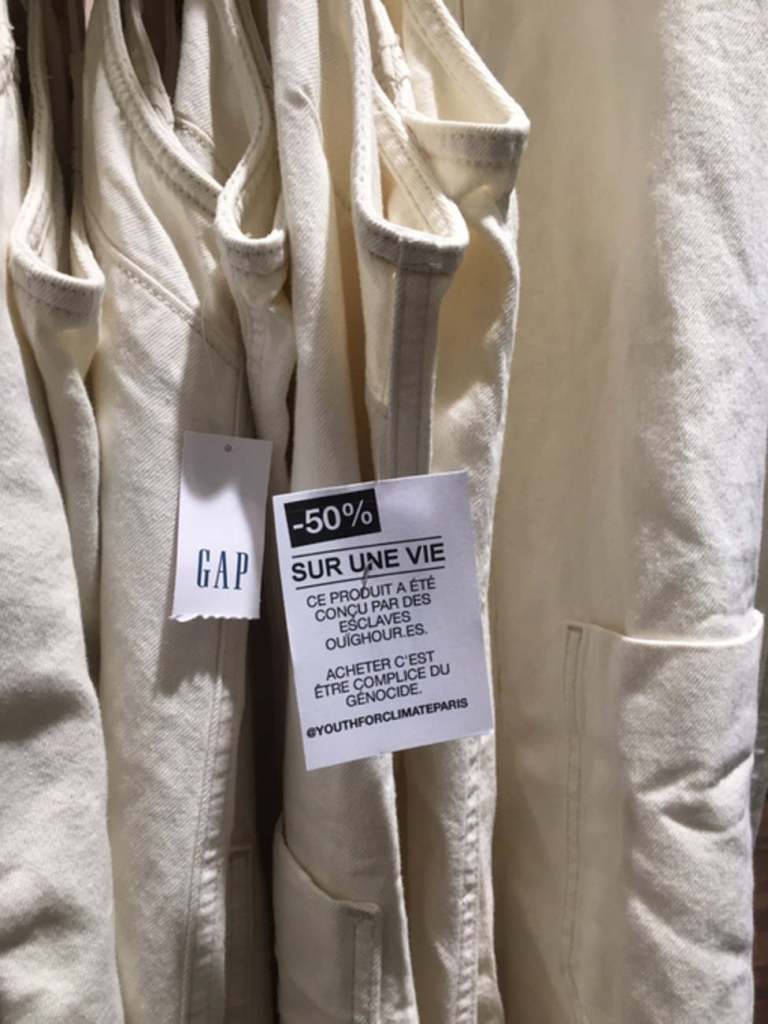 GAP
-50%
SUR UNE VIE
CE PRODUIT A ÉTÉ
CONÇU PAR DES
ESCLAVES
OUÏGHOUR.ES.
ACHETER C'EST
ÊTRE COMPLICE DU
GÉNOCIDE.
@YOUTHFORCLIMATEPARIS